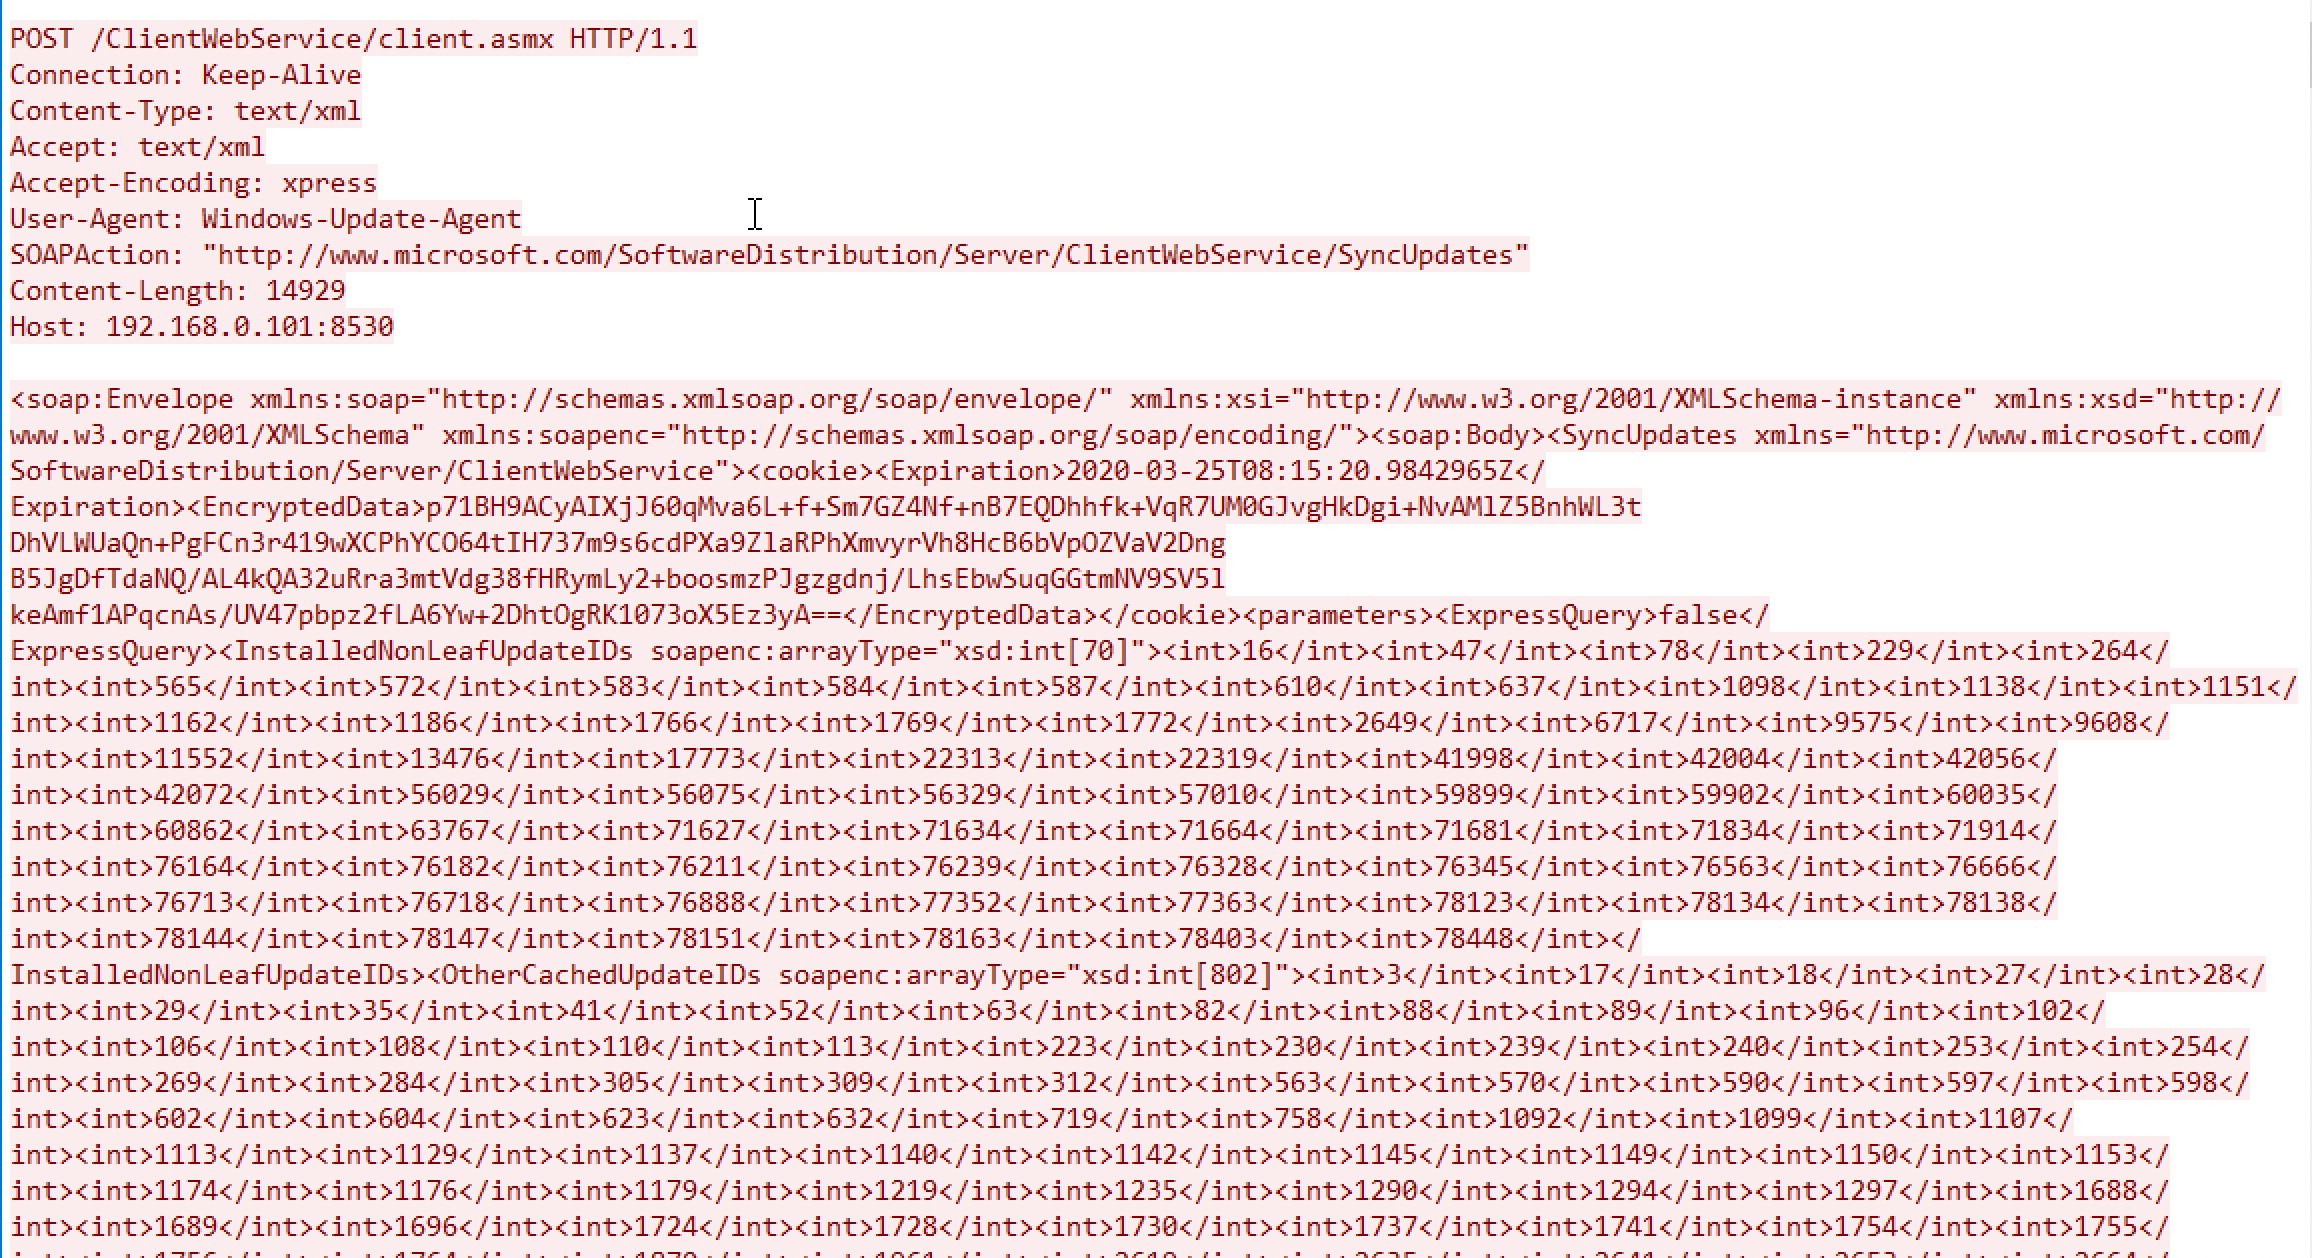 POST /ClientWebService/client.asmx HTTP/1.1
Connection: Keep-Alive
Content-Type: text/xml
Accept: text/xml
Accept-Encoding: xpress
User-Agent: Windows-Update-Agent
SOAPAction: "http://www.microsoft.com/SoftwareDistribution/Server/ClientWebService/SyncUpdates"
Content-Length: 14929
Host: 192.168.0.101:8530
<soap:Envelope xmlns:soap="http://schemas.xmlsoap.org/soap/envelope/" xmlns:xsi="http://www.w3.org/2001/XMLSchema-instance" xmlns:xsd="http://
www.w3.org/2001/XMLSchema" xmlns:soapenc="http://schemas.xmlsoap.org/soap/encoding/"><soap:Body><SyncUpdates xmlns="http://www.microsoft.com/
SoftwareDistribution/Server/ClientWebService"><cookie><Expiration>2020-03-25T08:15:20.9842965Z</
Expiration><EncryptedData>p71BH9ACyAIXjJ60qMva6L+f+Sm7GZ4Nf+nB7EQDhhfk+VqR7UM0GJvgHkDgi+NvAMlZ5BnhWL3t
DhVLWUaQn+PgFCn3r419wXCPhYCO64tIH737m9s6cdPXa9ZlaRPhXmvyrVh8HcB6bVpOZVaV2Dng
B5JgDfTdaNQ/AL4kQA32uRra3mtVdg38fHRymLy2+boosmzPJgzgdnj/LhsEbwSuqGGtmNV9SV5l
keAmf1APqcnAs/UV47pbpz2fLA6Yw+2DhtOgRK1073oX5Ez3yA==</EncryptedData></cookie><parameters><ExpressQuery>false</
ExpressQuery><InstalledNonLeafUpdateIDs soapenc:arrayType="xsd:int[70]"><int>16</int><int>47</int><int>78</int><int>229</int><int>264</
int><int>565</int><int>572</int><int>583</int><int>584</int><int>587</int><int>610</int><int>637</int><int>1098</int><int>1138</int><int>1151</
int><int>1162</int><int>1186</int><int>1766</int><int>1769</int><int>1772</int><int>2649</int><int>6717</int><int>9575</int><int>9608</
int><int>11552</int><int>13476</int><int>17773</int><int>22313</int><int>22319</int><int>41998</int><int>42004</int><int>42056</
int><int>42072</int><int>56029</int><int>56075</int><int>56329</int><int>57010</int><int>59899</int><int>59902</int><int>60035</
int><int>60862</int><int>63767</int><int>71627</int><int>71634</int><int>71664</int><int>71681</int><int>71834</int><int>71914</
int><int>76164</int><int>76182</int><int>76211</int><int>76239</int><int>76328</int><int>76345</int><int>76563</int><int>76666</
int><int>76713</int><int>76718</int><int>76888</int><int>77352</int><int>77363</int><int>78123</int><int>78134</int><int>78138</
int><int>78144</int><int>78147</int><int>78151</int><int>78163</int><int>78403</int><int>78448</int></
InstalledNonLeafUpdateIDs><OtherCachedUpdateIDs soapenc:arrayType="xsd:int[802]"><int>3</int><int>17</int><int>18</int><int>27</int><int>28</
int><int>29</int><int>35</int><int>41</int><int>52</int><int>63</int><int>82</int><int>88</int><int>89</int><int>96</int><int>102</
int><int>106</int><int>108</int><int>110</int><int>113</int><int>223</int><int>230</int><int>239</int><int>240</int><int>253</int><int>254</
int><int>269</int><int>284</int><int>305</int><int>309</int><int>312</int><int>563</int><int>570</int><int>590</int><int>597</int><int>598</
int><int>602</int><int>604</int><int>623</int><int>632</int><int>719</int><int>758</int><int>1092</int><int>1099</int><int>1107</
int><int>1113</int><int>1129</int><int>1137</int><int>1140</int><int>1142</int><int>1145</int><int>1149</int><int>1150</int><int>1153</
int><int>1174</int><int>1176</int><int>1179</int><int>1219</int><int>1235</int><int>1290</int><int>1294</int><int>1297</int><int>1688</
int><int>1689</int><int>1696</int><int>1724</int><int>1728</int><int>1730</int><int>1737</int><int>1741</int><int>1754</int><int>1755</